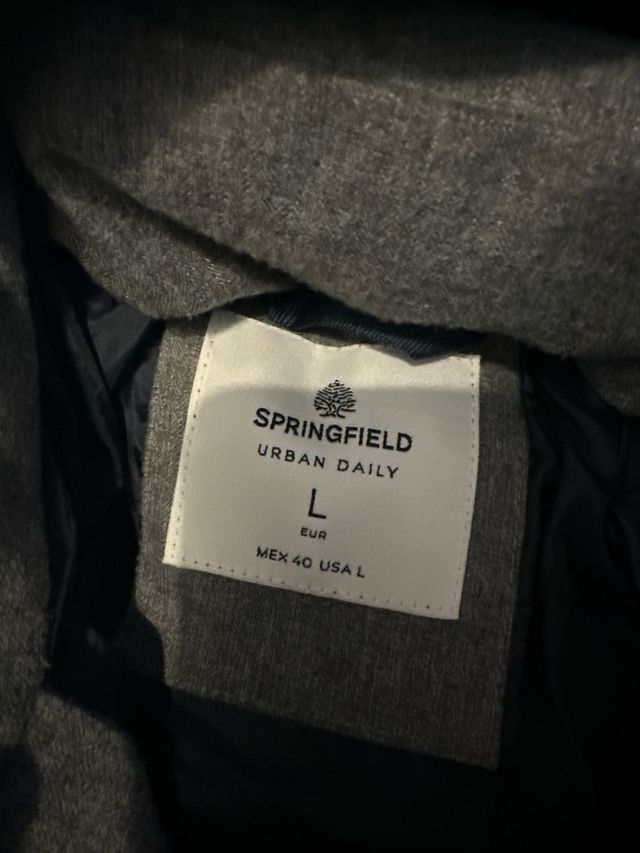 SPRINGFIELD
URBAN DAILY
L
EUR
MEX 40 USA L